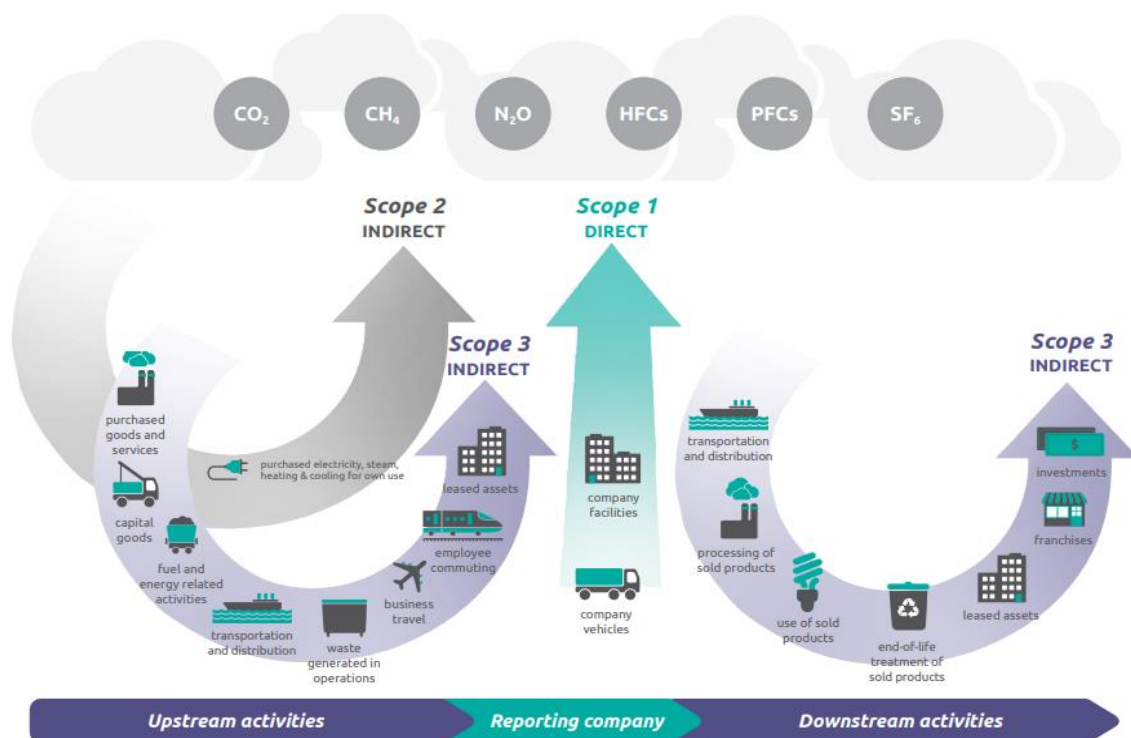 CO₂
CH₄
N₂O
HFCs
PFCs
SF₆
Scope 2
INDIRECT
Scope 1
DIRECT
Scope 3
INDIRECT
Scope 3
INDIRECT
purchased
goods and
services
capital
goods
fuel and
energy related
activities
purchased electricity, steam,
heating & cooling for own use
transportation
and distribution
waste
generated in
operations
business
travel
employee
commuting
leased assets
company
facilities
company
vehicles
transportation
and distribution
processing of
sold products
use of sold
products
end-of-life
treatment of
sold products
leased assets
franchises
$
investments
Upstream activities
Reporting company
Downstream activities